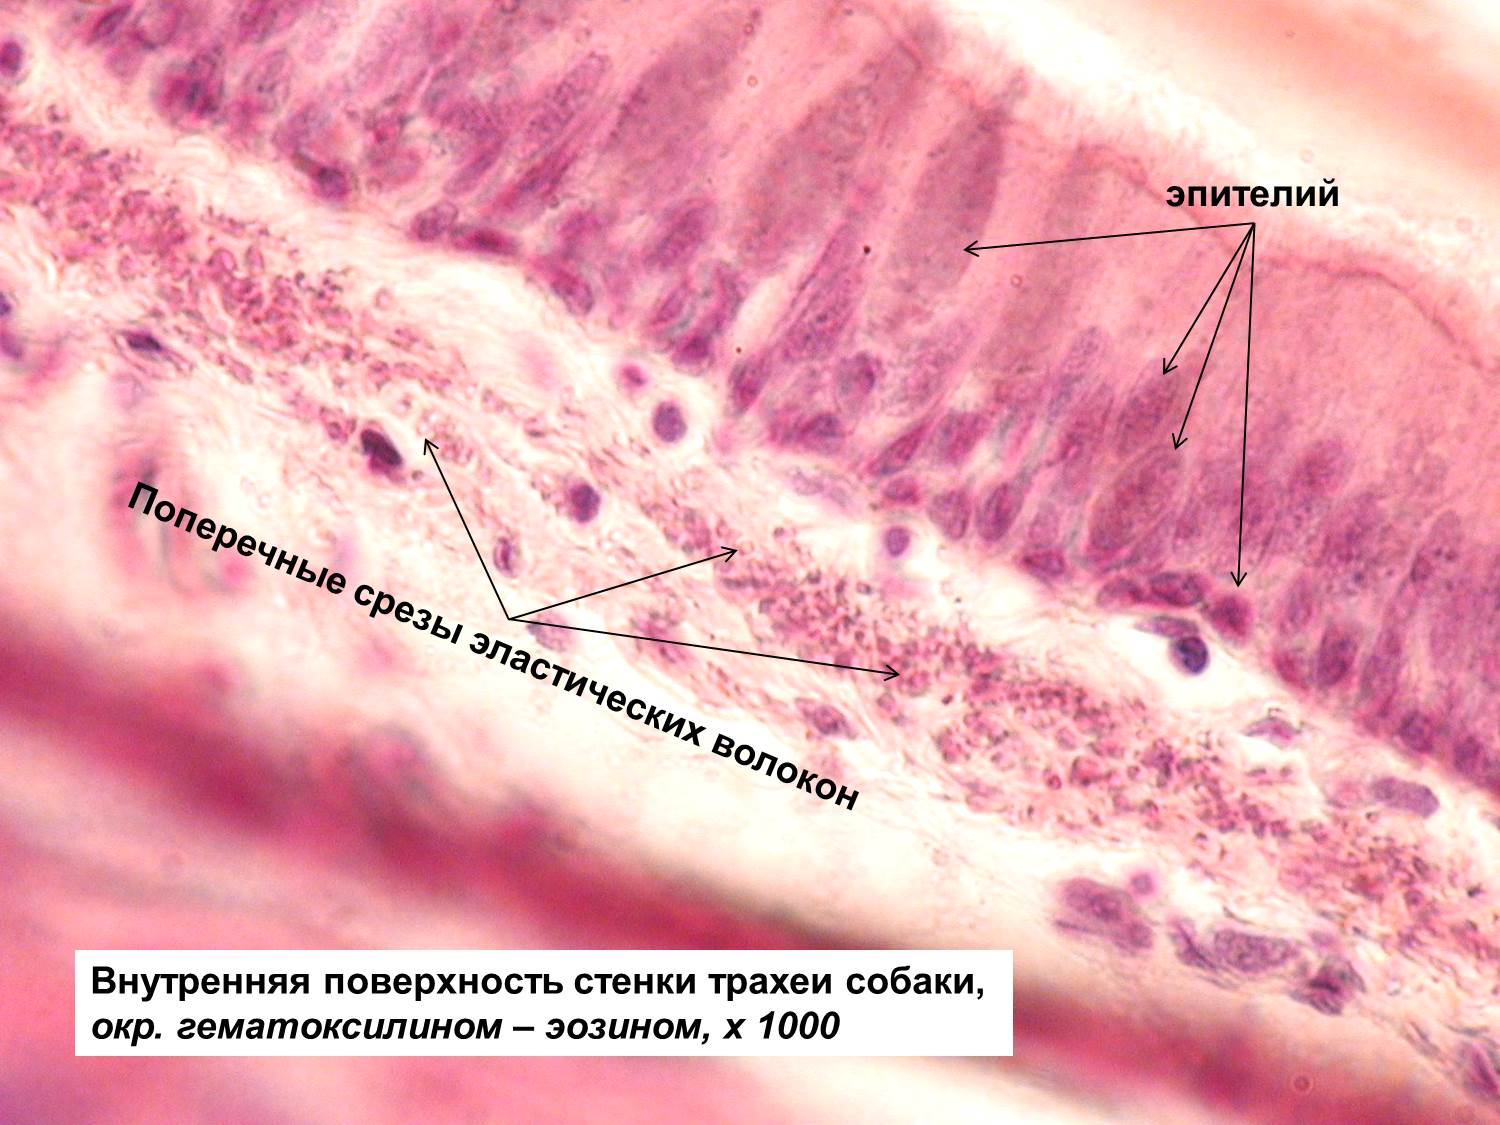 эпителий
Поперечные срезы эластических волокон
Внутренняя поверхность стенки трахеи собаки,
окр. гематоксилином – эозином, х 1000